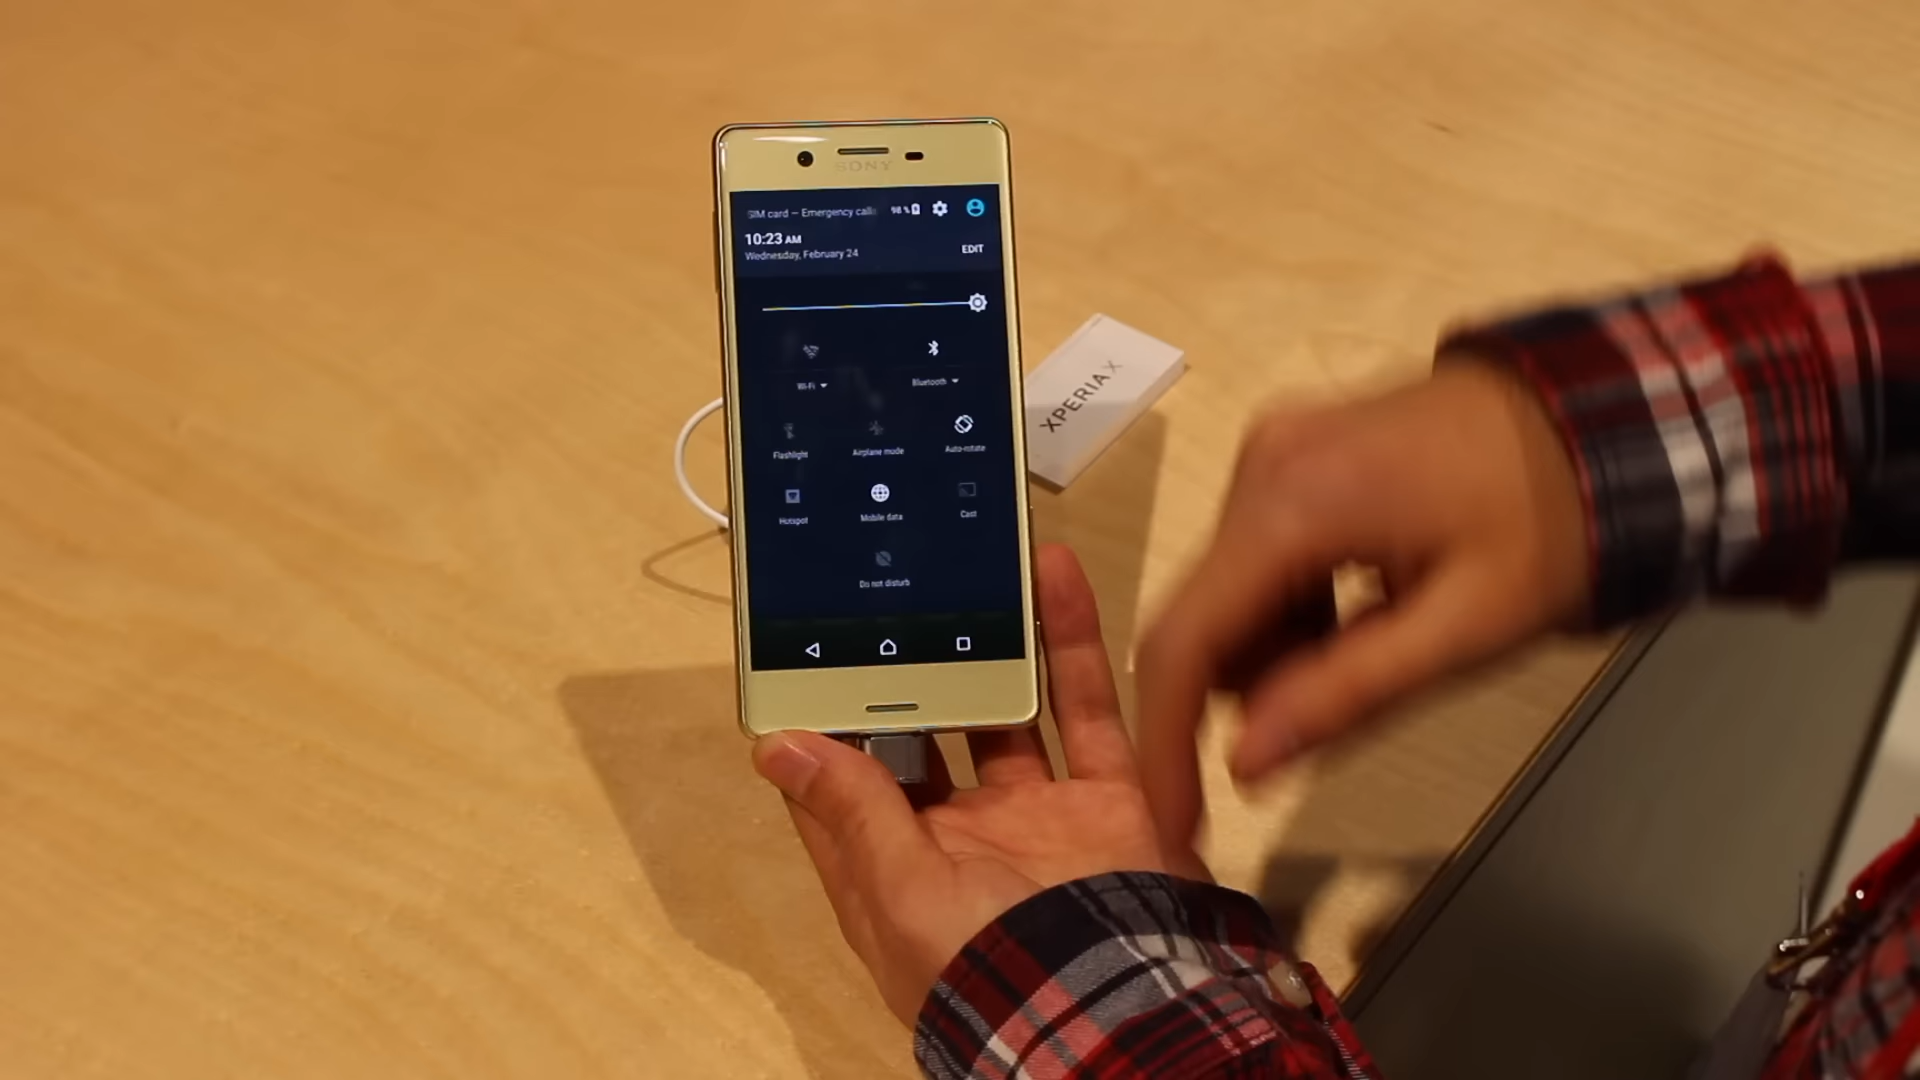 SONY
SIM card – Emergency calls 98 %
10:23 AM
Wednesday, February 24
EDIT
Wi-Fi
Bluetooth
Flashlight
Airplane mode
Auto-rotate
Hotspot
Mobile data
Cast
Do not disturb
XPERIA X